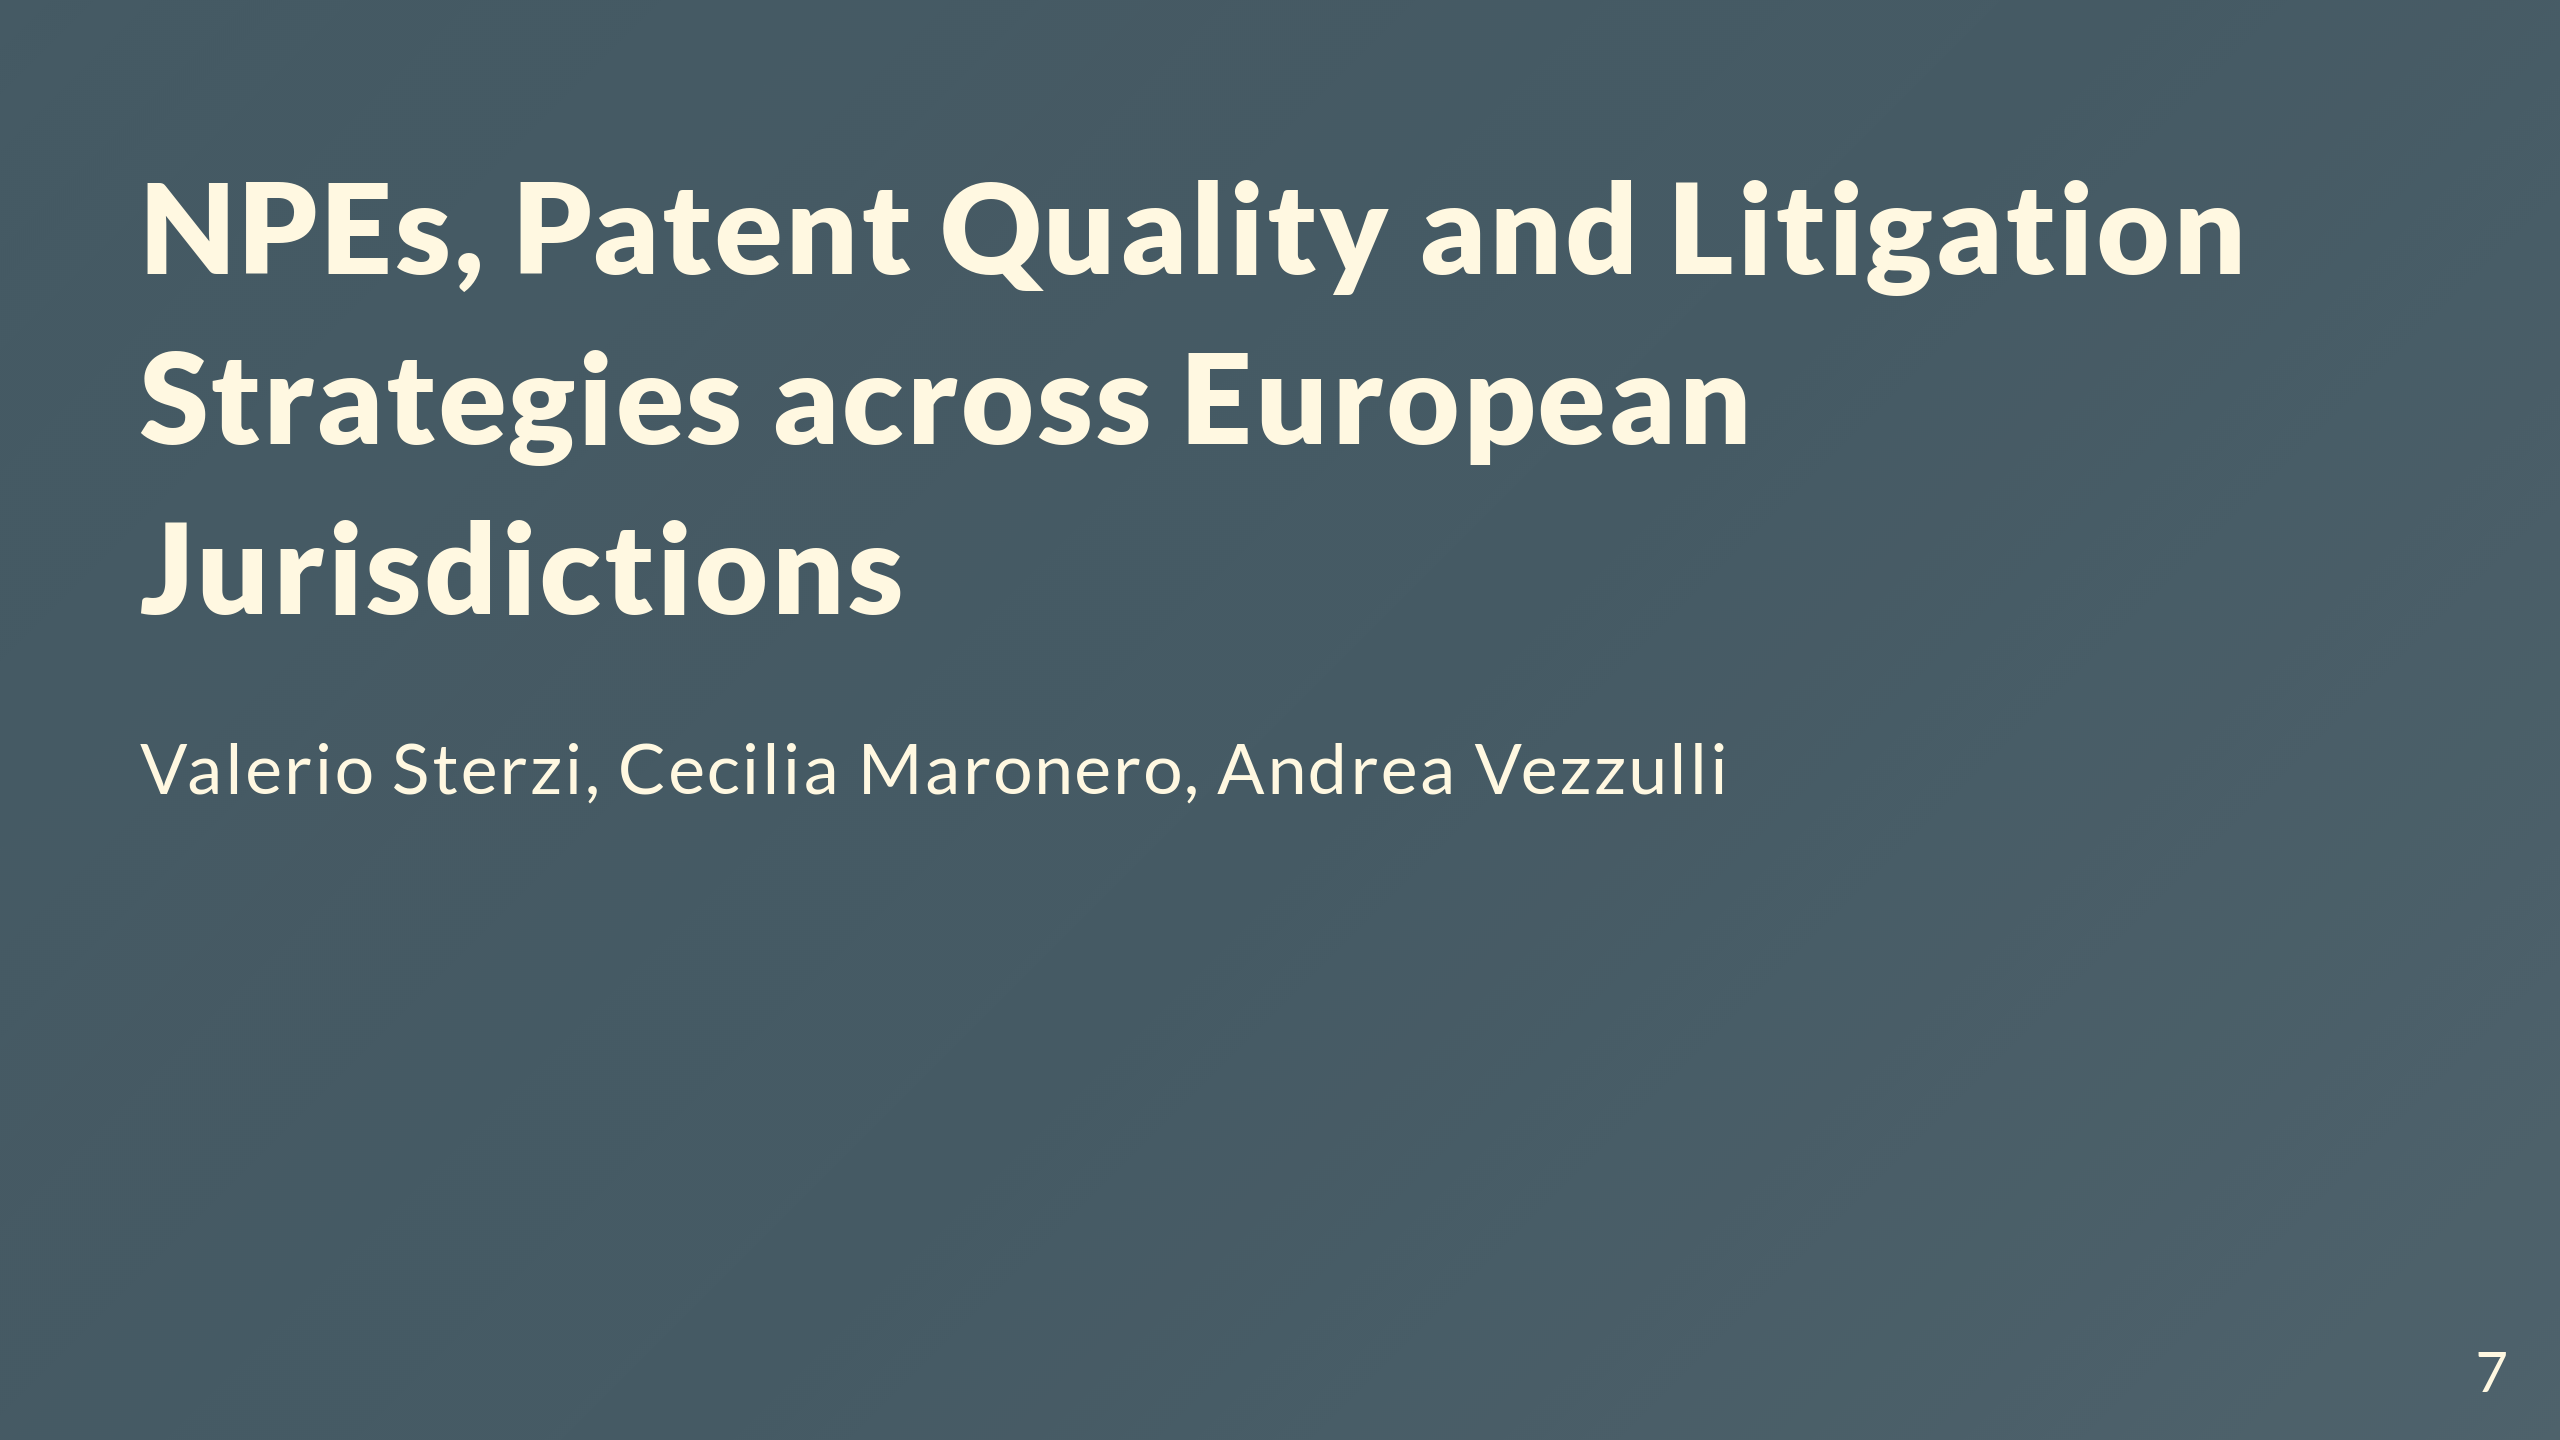 NPEs, Patent Quality and Litigation
Strategies across European
Jurisdictions
Valerio Sterzi, Cecilia Maronero, Andrea Vezzulli
7